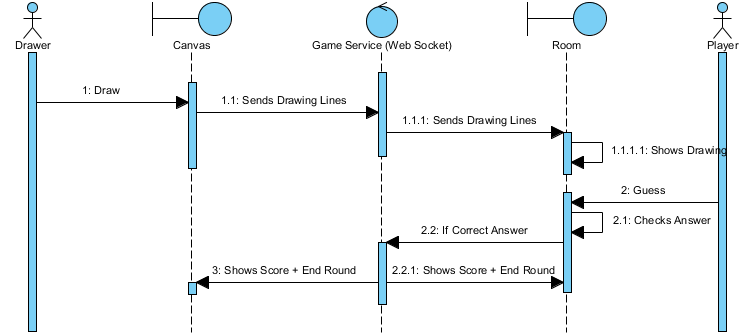 Drawer
Canvas
Game Service (Web Socket)
Room
Player
1: Draw
1.1: Sends Drawing Lines
1.1.1: Sends Drawing Lines
1.1.1.1: Shows Drawing
2: Guess
2.1: Checks Answer
2.2: If Correct Answer
3: Shows Score + End Round
2.2.1: Shows Score + End Round